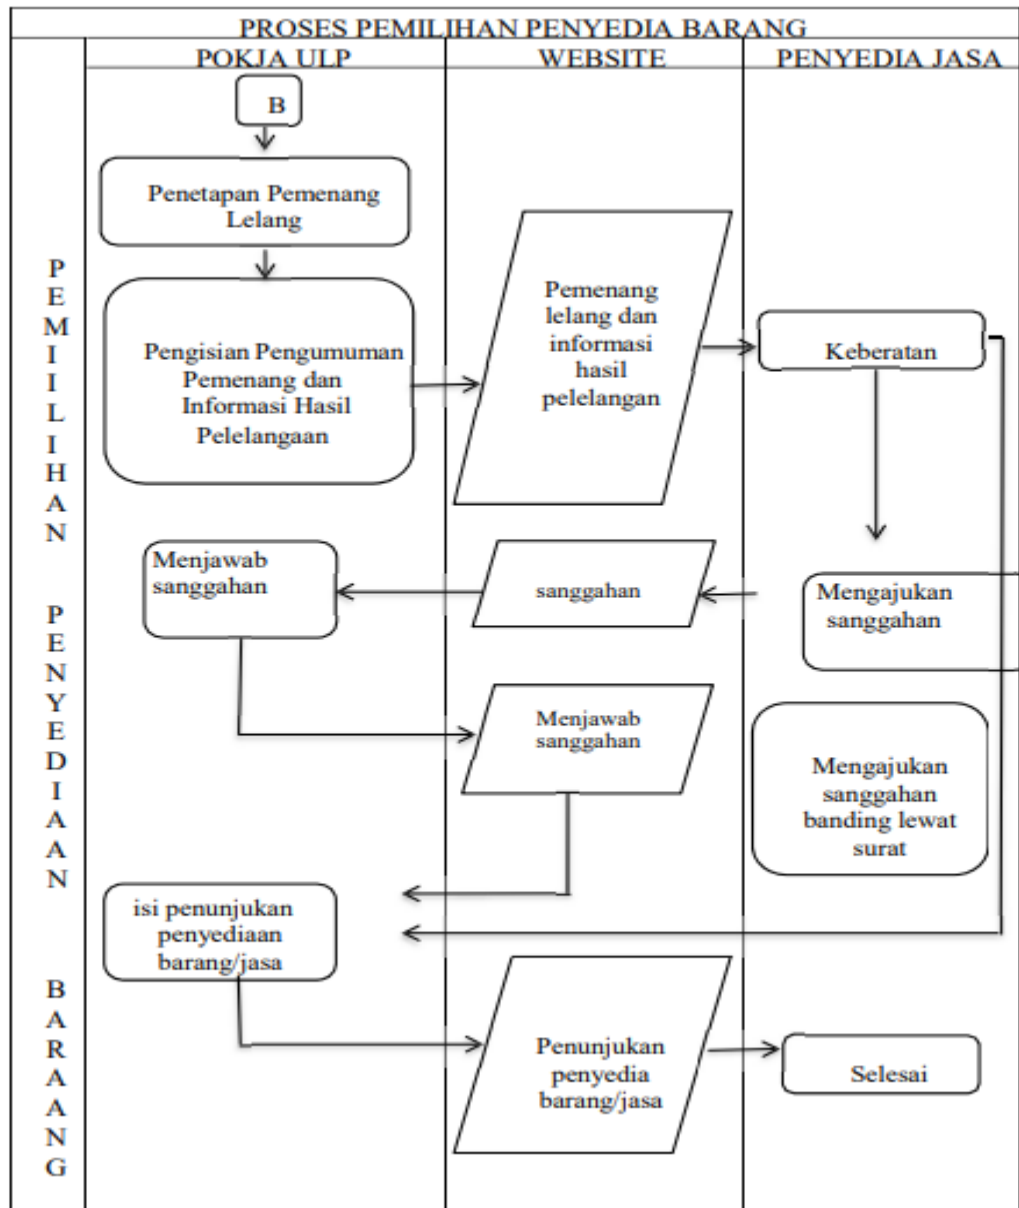 PROSES PEMILIHAN PENYEDIA BARANG
POKJA ULP
WEBSITE
PENYEDIA JASA
B
Penetapan Pemenang
Lelang
Pengisian Pengumuman
Pemenang dan
Informasi Hasil
Pelelangaan
Pemenang
lelang dan
informasi
hasil
pelelangan
Keberatan
Mengajukan
sanggahan
sanggahan
Menjawab
sanggahan
Menjawab
sanggahan
Mengajukan
sanggahan
banding lewat
surat
isi penunjukan
penyediaan
barang/jasa
Penunjukan
penyedia
barang/jasa
Selesai
P
E
M
I
I
L
I
H
A
N
P
E
N
Y
E
D
I
A
A
N
B
A
R
A
A
N
G